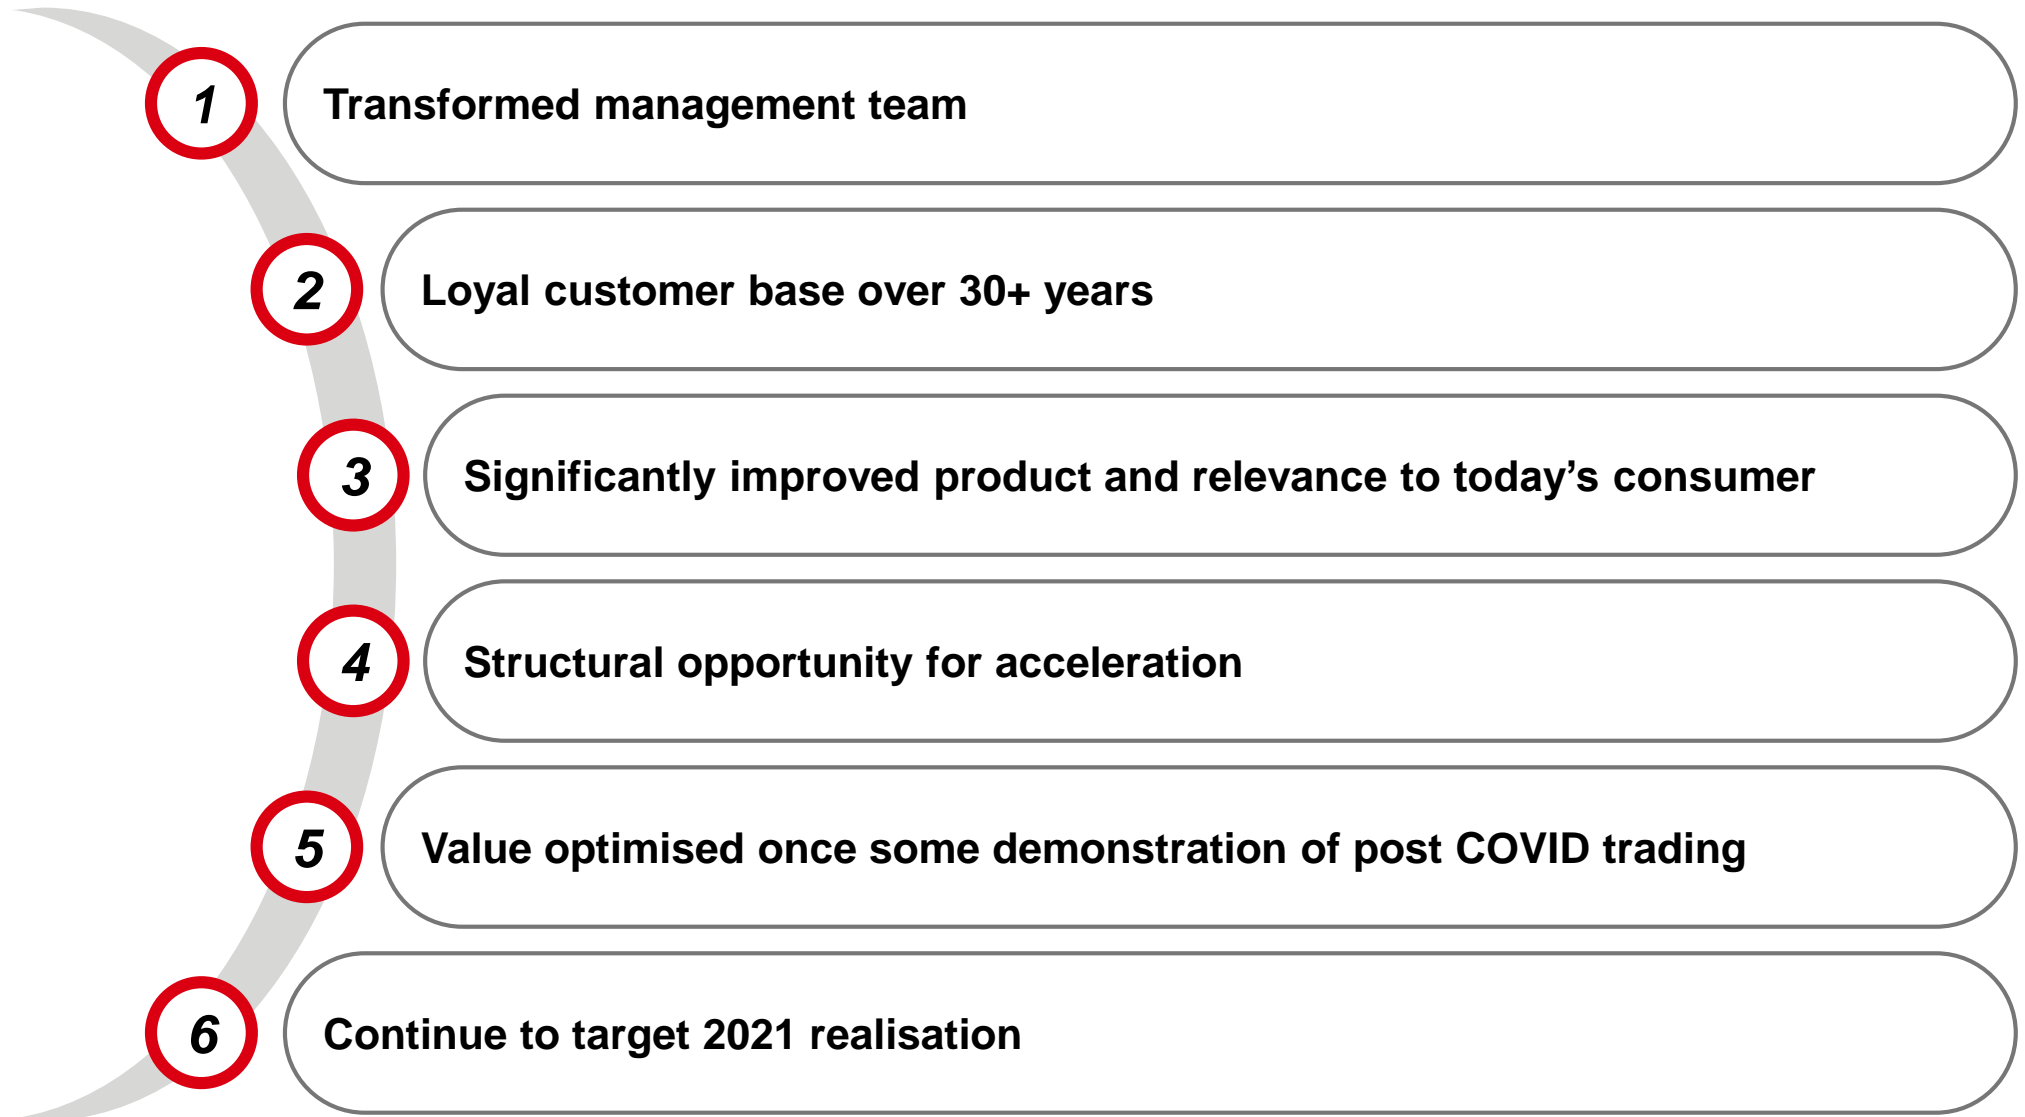 1
Transformed management team
2
Loyal customer base over 30+ years
3
Significantly improved product and relevance to today’s consumer
4
Structural opportunity for acceleration
5
Value optimised once some demonstration of post COVID trading
6
Continue to target 2021 realisation